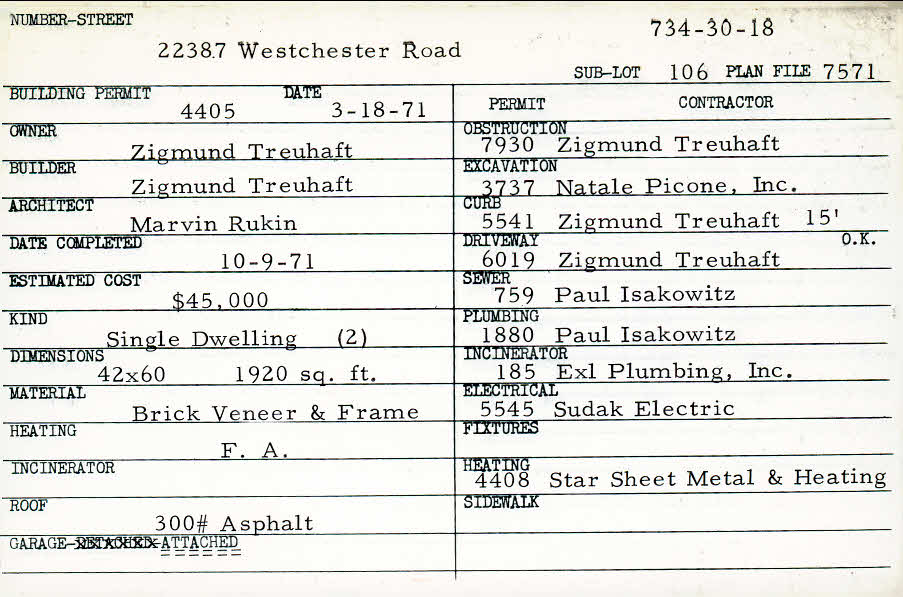 NUMBER-STREET
734-30-18
22387 Westchester Road
SUB-LOT 106 PLAN FILE 7571
BUILDING PERMIT DATE
4405 3-18-71
OWNER
Zigmund Treuhaft
BUILDER
Zigmund Treuhaft
ARCHITECT
Marvin Rukin
DATE COMPLETED
10-9-71
ESTIMATED COST
$45,000
KIND
Single Dwelling (2)
DIMENSIONS
42x60 1920 sq. ft.
MATERIAL
Brick Veneer & Frame
HEATING
F. A.
INCINERATOR
ROOF
300# Asphalt
GARAGE-DETACHED-ATTACHED
PERMIT CONTRACTOR
OBSTRUCTION
7930 Zigmund Treuhaft
EXCAVATION
3737 Natale Picone, Inc.
CURB
5541 Zigmund Treuhaft 15'
DRIVEWAY O.K.
6019 Zigmund Treuhaft
SEWER
759 Paul Isakowitz
PLUMBING
1880 Paul Isakowitz
INCINERATOR
185 Exl Plumbing, Inc.
ELECTRICAL
5545 Sudak Electric
FIXTURES
HEATING
4408 Star Sheet Metal & Heating
SIDEWALK